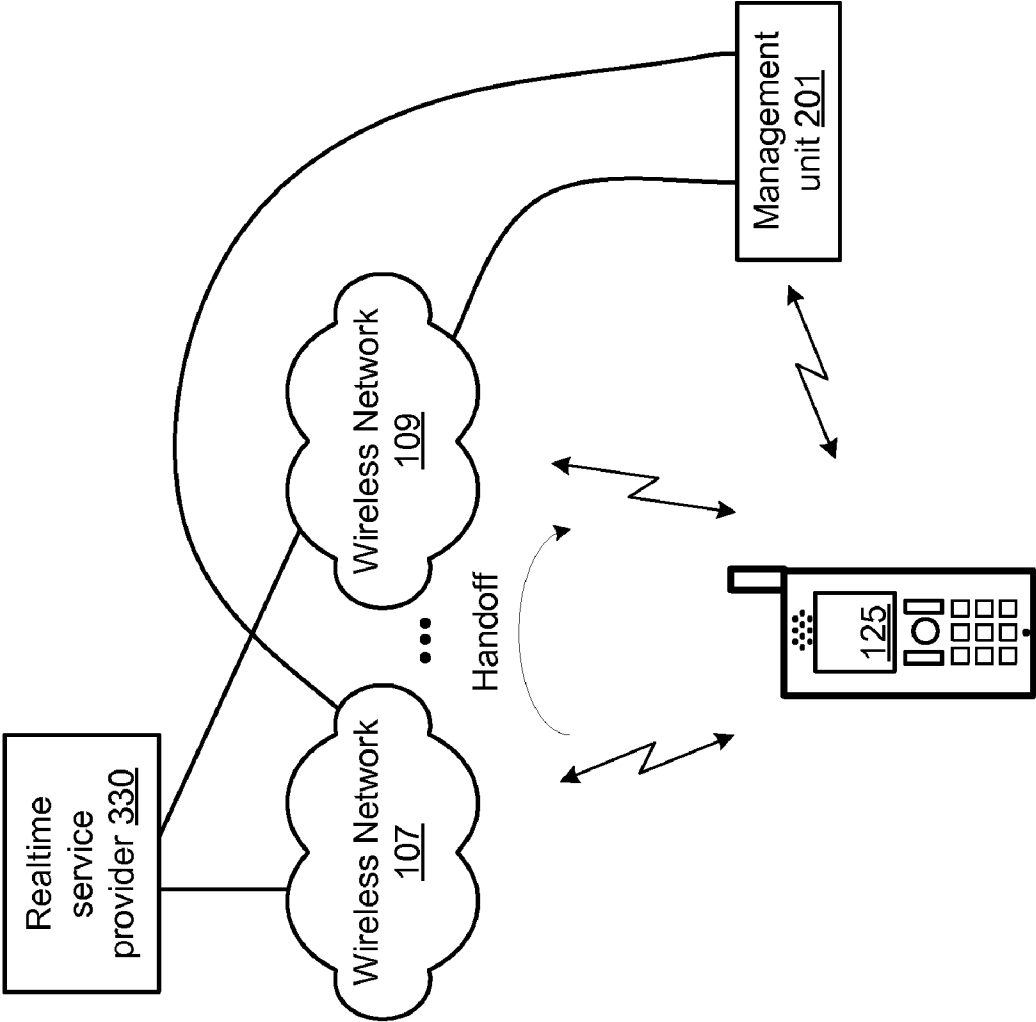 Realtime
service
provider 330
Wireless Network
107
Wireless Network
109
Handoff
Management
unit 201
125